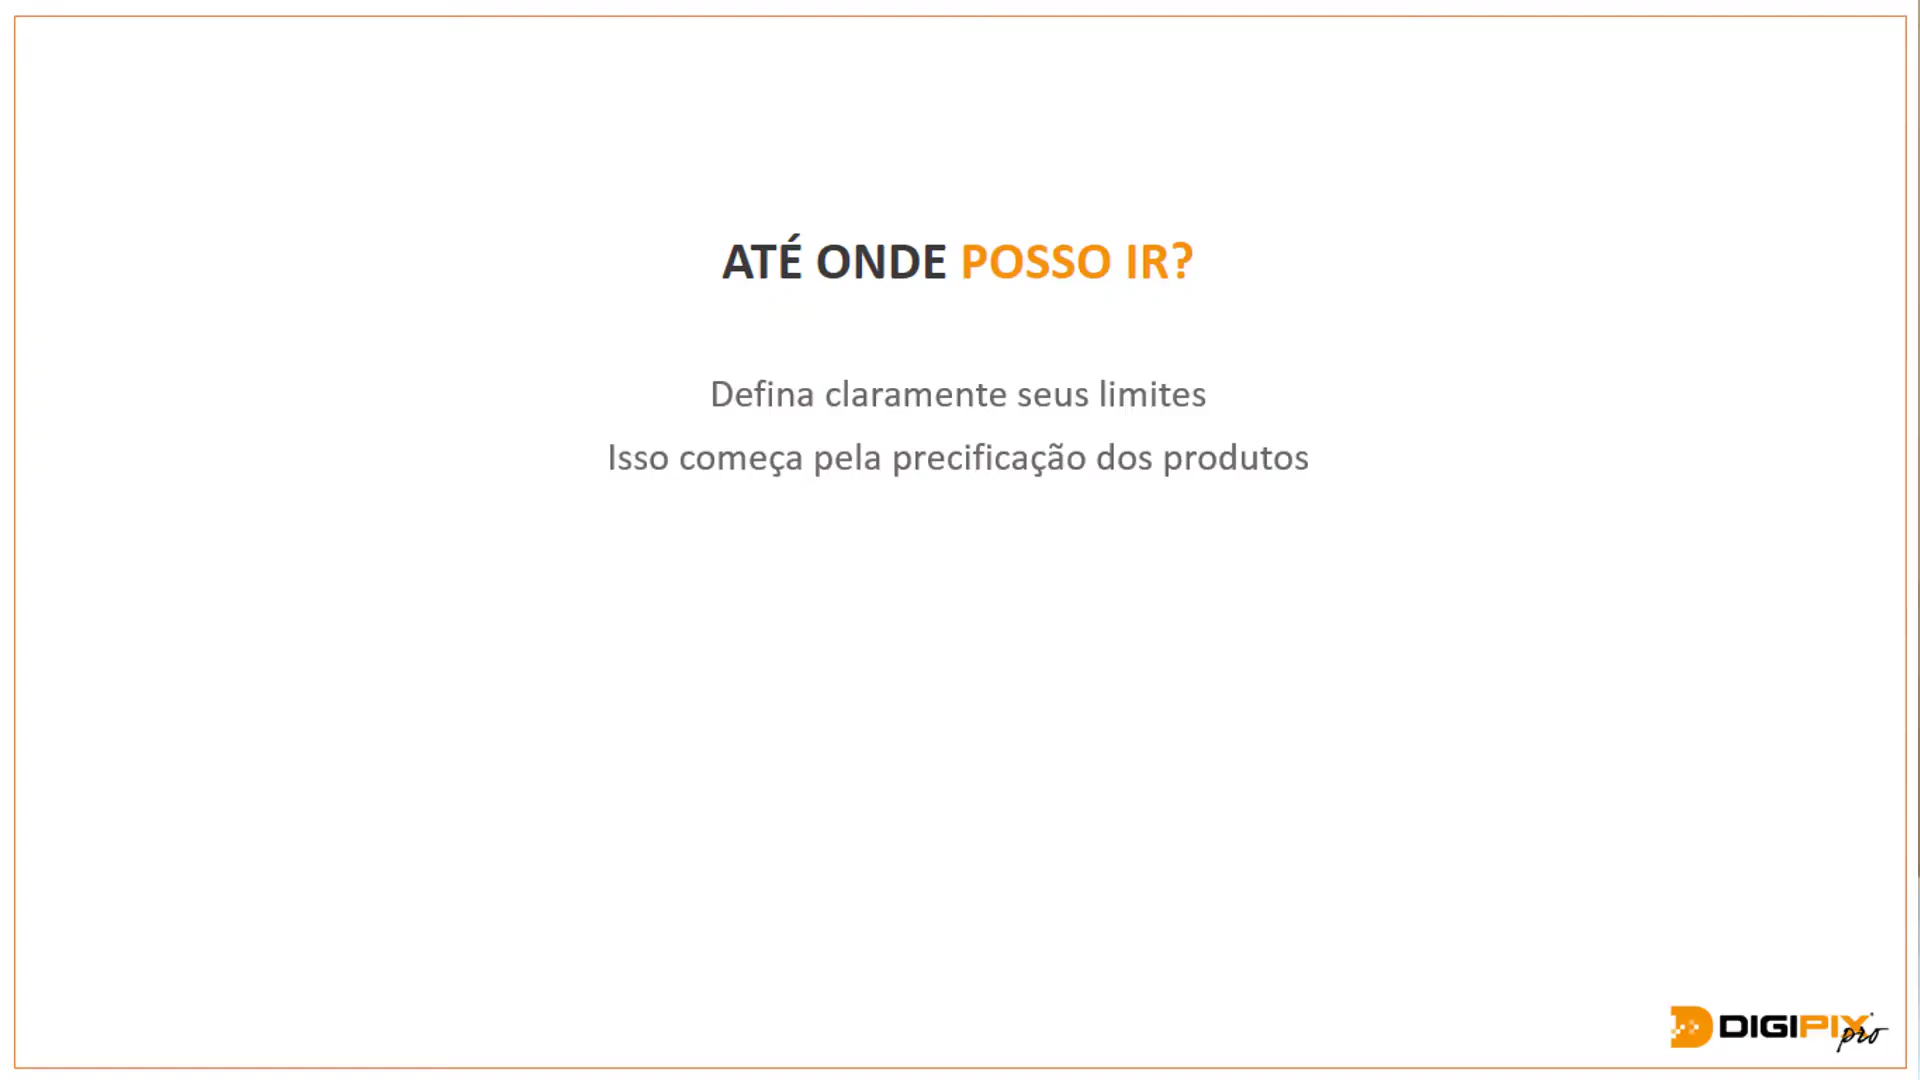 ATÉ ONDE POSSO IR?
Defina claramente seus limites
Isso começa pela precificação dos produtos
DIGIPIX pro